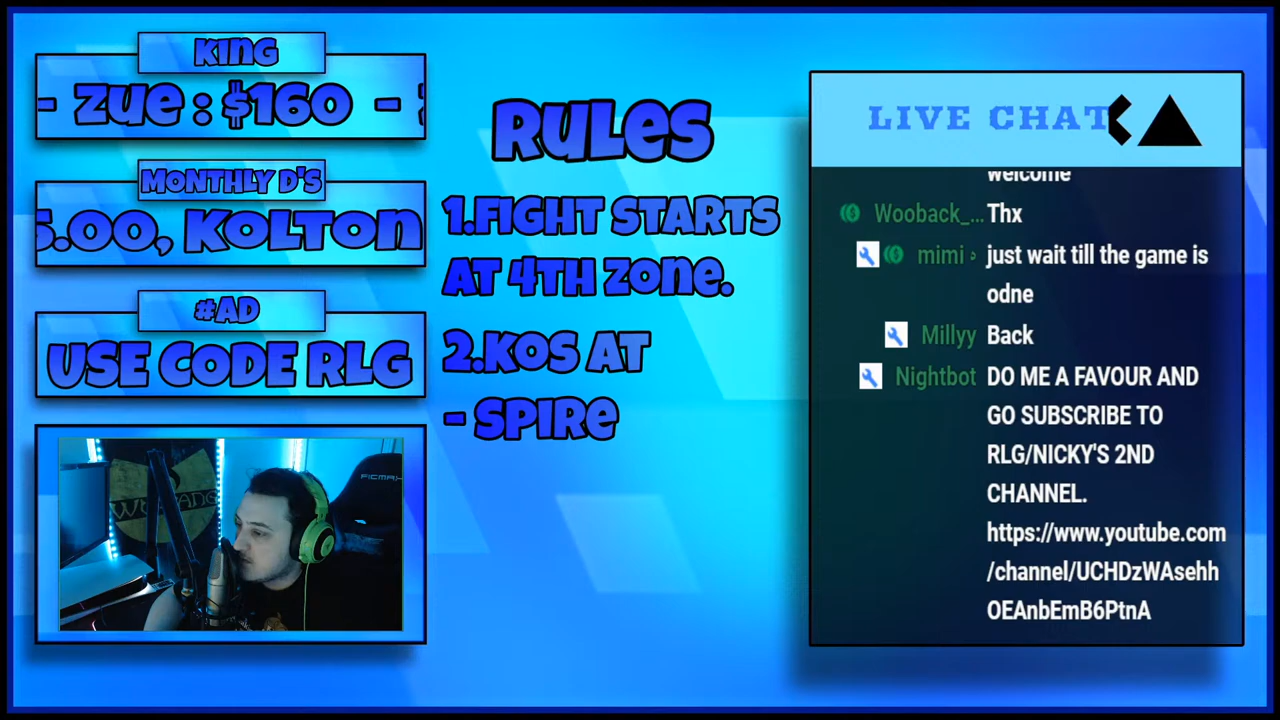 KING
- ZUE : $160 -
MONTHLY D'S
5.00, KOLTON
#AD
USE CODE RLG
FICMAX
RULES
1.FIGHT STARTS
AT 4TH ZONE.
2.KOS AT
- SPIRE
LIVE CHAT
welcome
Wooback_... Thx
mimi just wait till the game is
odne
Millyy Back
Nightbot DO ME A FAVOUR AND
GO SUBSCRIBE TO
RLG/NICKY'S 2ND
CHANNEL.
https://www.youtube.com
/channel/UCHDzWAsehh
OEAnbEmB6PtnA